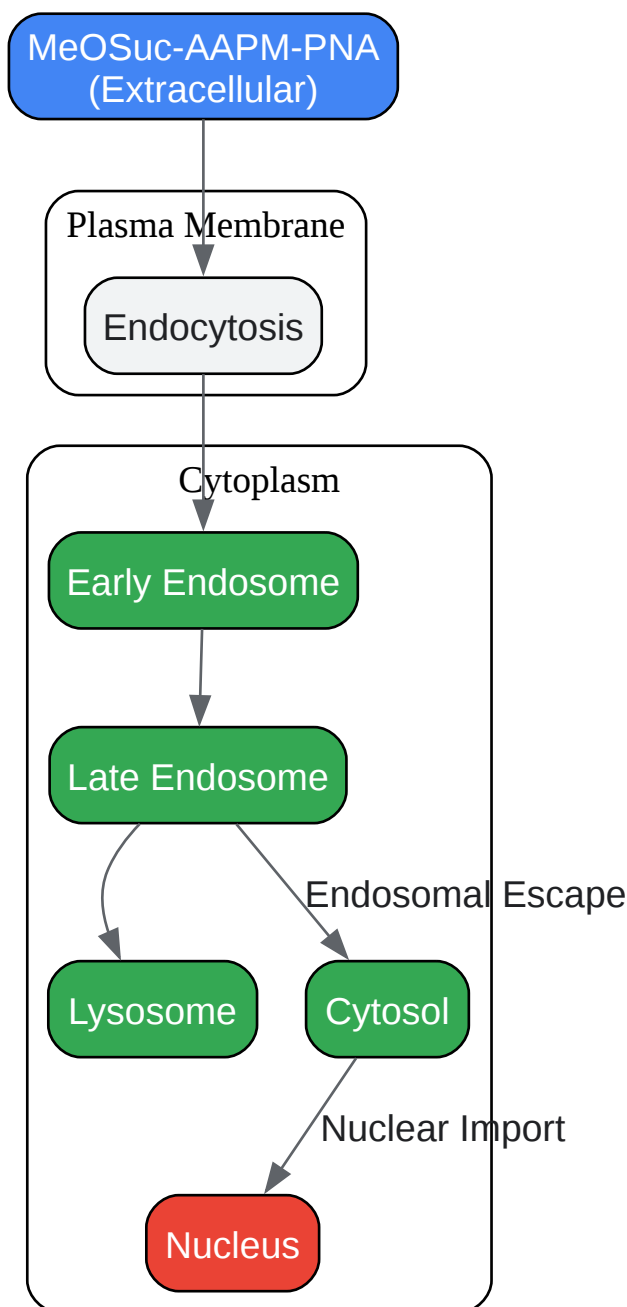 MeOSuc-AAPM-PNA
(Extracellular)
Plasma Membrane
Endocytosis
Cytoplasm
Early Endosome
Late Endosome
Endosomal Escape
Lysosome
Cytosol
Nuclear Import
Nucleus